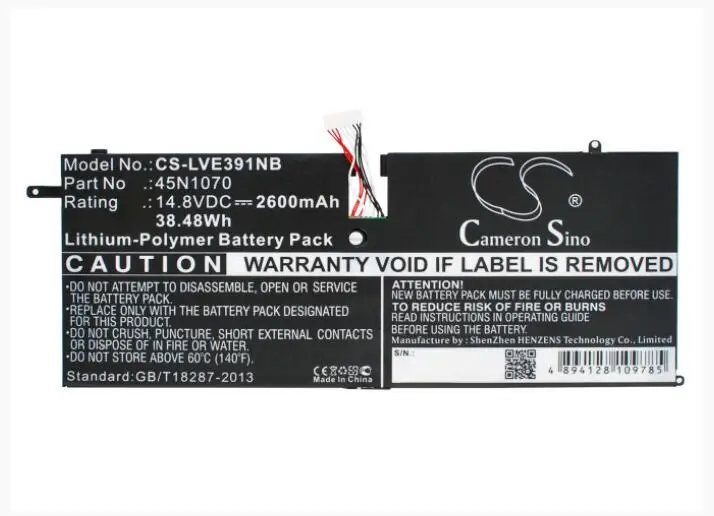 Model No.: CS-LVE391NB
Part No .: 45N1070
Rating .: 14.8VDC⎓2600mAh
38.48Wh
Lithium-Polymer Battery Pack
CS
®
Cameron Sino
CAUTION
WARRANTY VOID IF LABEL IS REMOVED
•DO NOT ATTEMPT TO DISASSEMBLE, OPEN OR SERVICE
THE BATTERY PACK.
•REPLACE ONLY WITH THE BATTERY PACK DESIGNATED
FOR THIS PRODUCT.
•DO NOT CRUSH, PUNCTURE, SHORT EXTERNAL CONTACTS
OR DISPOSE OF IN FIRE OR WATER.
•DO NOT STORE ABOVE 60°C (140°F).
Standard:GB/T18287-2013
CE
Made In China
ATTENTION!
NEW BATTERY PACK MUST BE FULLY CHARGED BEFORE USE.
TO REDUCE RISK OF FIRE OR BURNS
READ INSTRUCTIONS IN OPERATING GUIDE
BEFORE USING THE BATTERY.
Manufacture by : ShenZhen HENZENS Technology Co., Limited
S/N.:
4 894128 109785